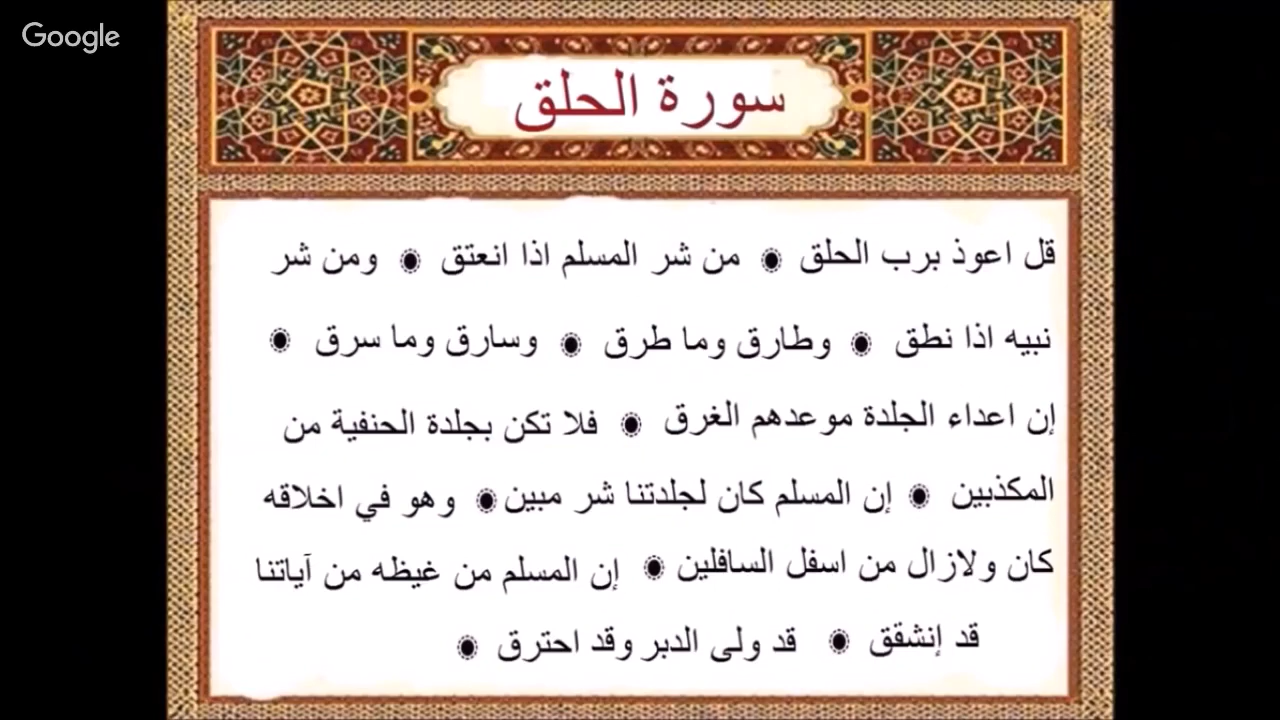 Google
سورة الحلق
قل اعوذ برب الحلق ۞ من شر المسلم اذا انعتق ۞ ومن شر
نبيه اذا نطق ۞ وطارق وما طرق ۞ وسارق وما سرق ۞
إن اعداء الجلدة موعدهم الغرق ۞ فلا تكن بجلدة الحنفية من
المكذبين ۞ إن المسلم كان لجلدتنا شر مبين ۞ وهو في اخلاقه
كان ولازال من اسفل السافلين ۞ إن المسلم من غيظه من آياتنا
قد إنشقق ۞ قد ولى الدبر وقد احترق ۞